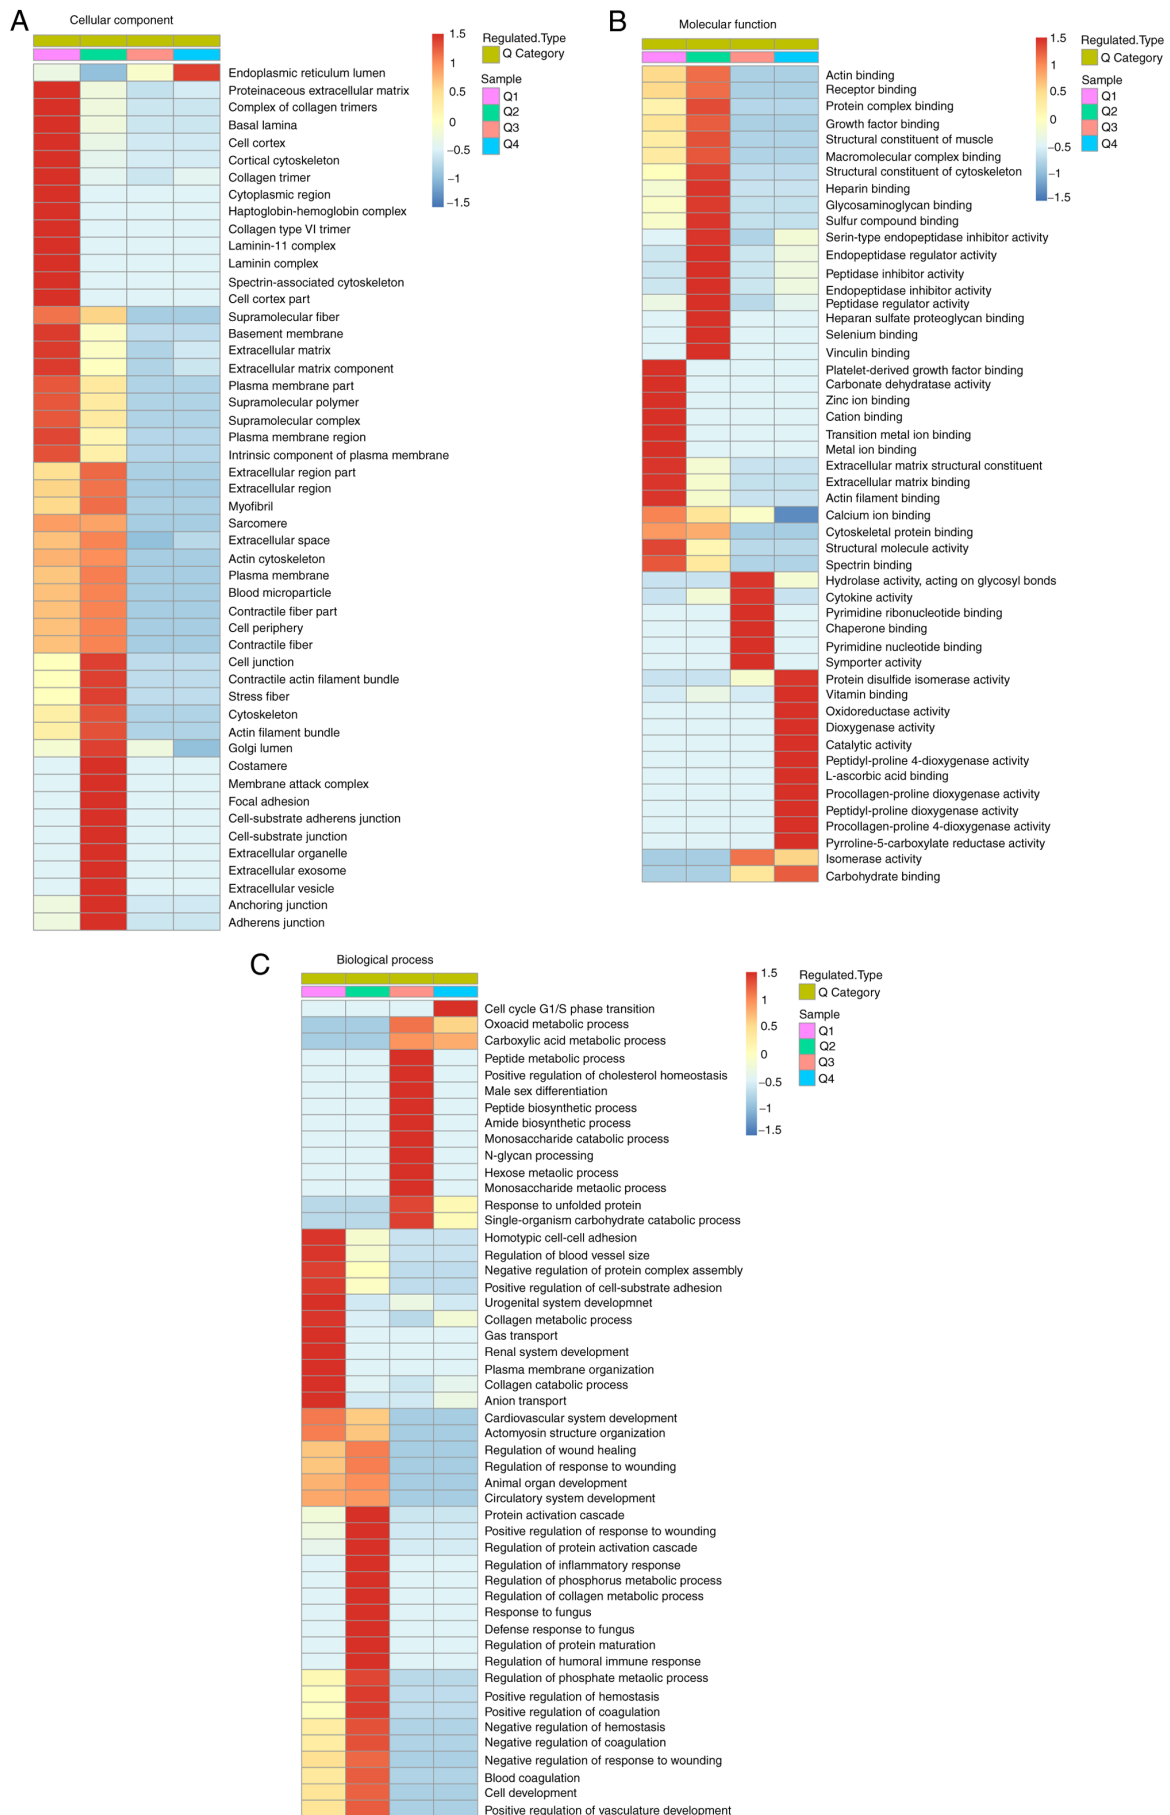 A
Cellular component
1.5
0.5
0
−0.5
−1
−1.5
Regulated.Type
Q Category
Sample
Q1
Q2
Q3
Q4
Endoplasmic reticulum lumen
Proteinaceous extracellular matrix
Complex of collagen trimers
Basal lamina
Cell cortex
Cortical cytoskeleton
Collagen trimer
Cytoplasmic region
Haptoglobin-hemoglobin complex
Collagen type VI trimer
Laminin-11 complex
Laminin complex
Spectrin-associated cytoskeleton
Cell cortex part
Supramolecular fiber
Basement membrane
Extracellular matrix
Extracellular matrix component
Plasma membrane part
Supramolecular polymer
Supramolecular complex
Plasma membrane region
Intrinsic component of plasma membrane
Extracellular region part
Extracellular region
Myofibril
Sarcomere
Extracellular space
Actin cytoskeleton
Plasma membrane
Blood microparticle
Contractile fiber part
Cell periphery
Contractile fiber
Cell junction
Contractile actin filament bundle
Stress fiber
Cytoskeleton
Actin filament bundle
Golgi lumen
Costamere
Membrane attack complex
Focal adhesion
Cell-substrate adherens junction
Cell-substrate junction
Extracellular organelle
Extracellular exosome
Extracellular vesicle
Anchoring junction
Adherens junction
B
Molecular function
1.5
1
0.5
0
−0.5
−1
−1.5
Regulated.Type
Q Category
Sample
Q1
Q2
Q3
Q4
Actin binding
Receptor binding
Protein complex binding
Growth factor binding
Structural constituent of muscle
Macromolecular complex binding
Structural constituent of cytoskeleton
Heparin binding
Glycosaminoglycan binding
Sulfur compound binding
Serin-type endopeptidase inhibitor activity
Endopeptidase regulator activity
Peptidase inhibitor activity
Endopeptidase inhibitor activity
Peptidase regulator activity
Heparan sulfate proteoglycan binding
Selenium binding
Vinculin binding
Platelet-derived growth factor binding
Carbonate dehydratase activity
Zinc ion binding
Cation binding
Transition metal ion binding
Metal ion binding
Extracellular matrix structural constituent
Extracellular matrix binding
Actin filament binding
Calcium ion binding
Cytoskeletal protein binding
Structural molecule activity
Spectrin binding
Hydrolase activity, acting on glycosyl bonds
Cytokine activity
Pyrimidine ribonucleotide binding
Chaperone binding
Pyrimidine nucleotide binding
Symporter activity
Protein disulfide isomerase activity
Vitamin binding
Oxidoreductase activity
Dioxygenase activity
Catalytic activity
Peptidyl-proline 4-dioxygenase activity
L-ascorbic acid binding
Procollagen-proline dioxygenase activity
Peptidyl-proline dioxygenase activity
Procollagen-proline 4-dioxygenase activity
Pyrroline-5-carboxylate reductase activity
Isomerase activity
Carbohydrate binding
C
Biological process
1.5
1
0.5
0
−0.5
−1
−1.5
Regulated.Type
Q Category
Sample
Q1
Q2
Q3
Q4
Cell cycle G1/S phase transition
Oxoacid metabolic process
Carboxylic acid metabolic process
Peptide metabolic process
Positive regulation of cholesterol homeostasis
Male sex differentiation
Peptide biosynthetic process
Amide biosynthetic process
Monosaccharide catabolic process
N-glycan processing
Hexose metaolic process
Monosaccharide metaolic process
Response to unfolded protein
Single-organism carbohydrate catabolic process
Homotypic cell-cell adhesion
Regulation of blood vessel size
Negative regulation of protein complex assembly
Positive regulation of cell-substrate adhesion
Urogenital system developmnet
Collagen metabolic process
Gas transport
Renal system development
Plasma membrane organization
Collagen catabolic process
Anion transport
Cardiovascular system development
Actomyosin structure organization
Regulation of wound healing
Regulation of response to wounding
Animal organ development
Circulatory system development
Protein activation cascade
Positive regulation of response to wounding
Regulation of protein activation cascade
Regulation of inflammatory response
Regulation of phosphorus metabolic process
Regulation of collagen metabolic process
Response to fungus
Defense response to fungus
Regulation of protein maturation
Regulation of humoral immune response
Regulation of phosphate metaolic process
Positive regulation of hemostasis
Positive regulation of coagulation
Negative regulation of hemostasis
Negative regulation of coagulation
Negative regulation of response to wounding
Blood coagulation
Cell development
Positive regulation of vasculature development